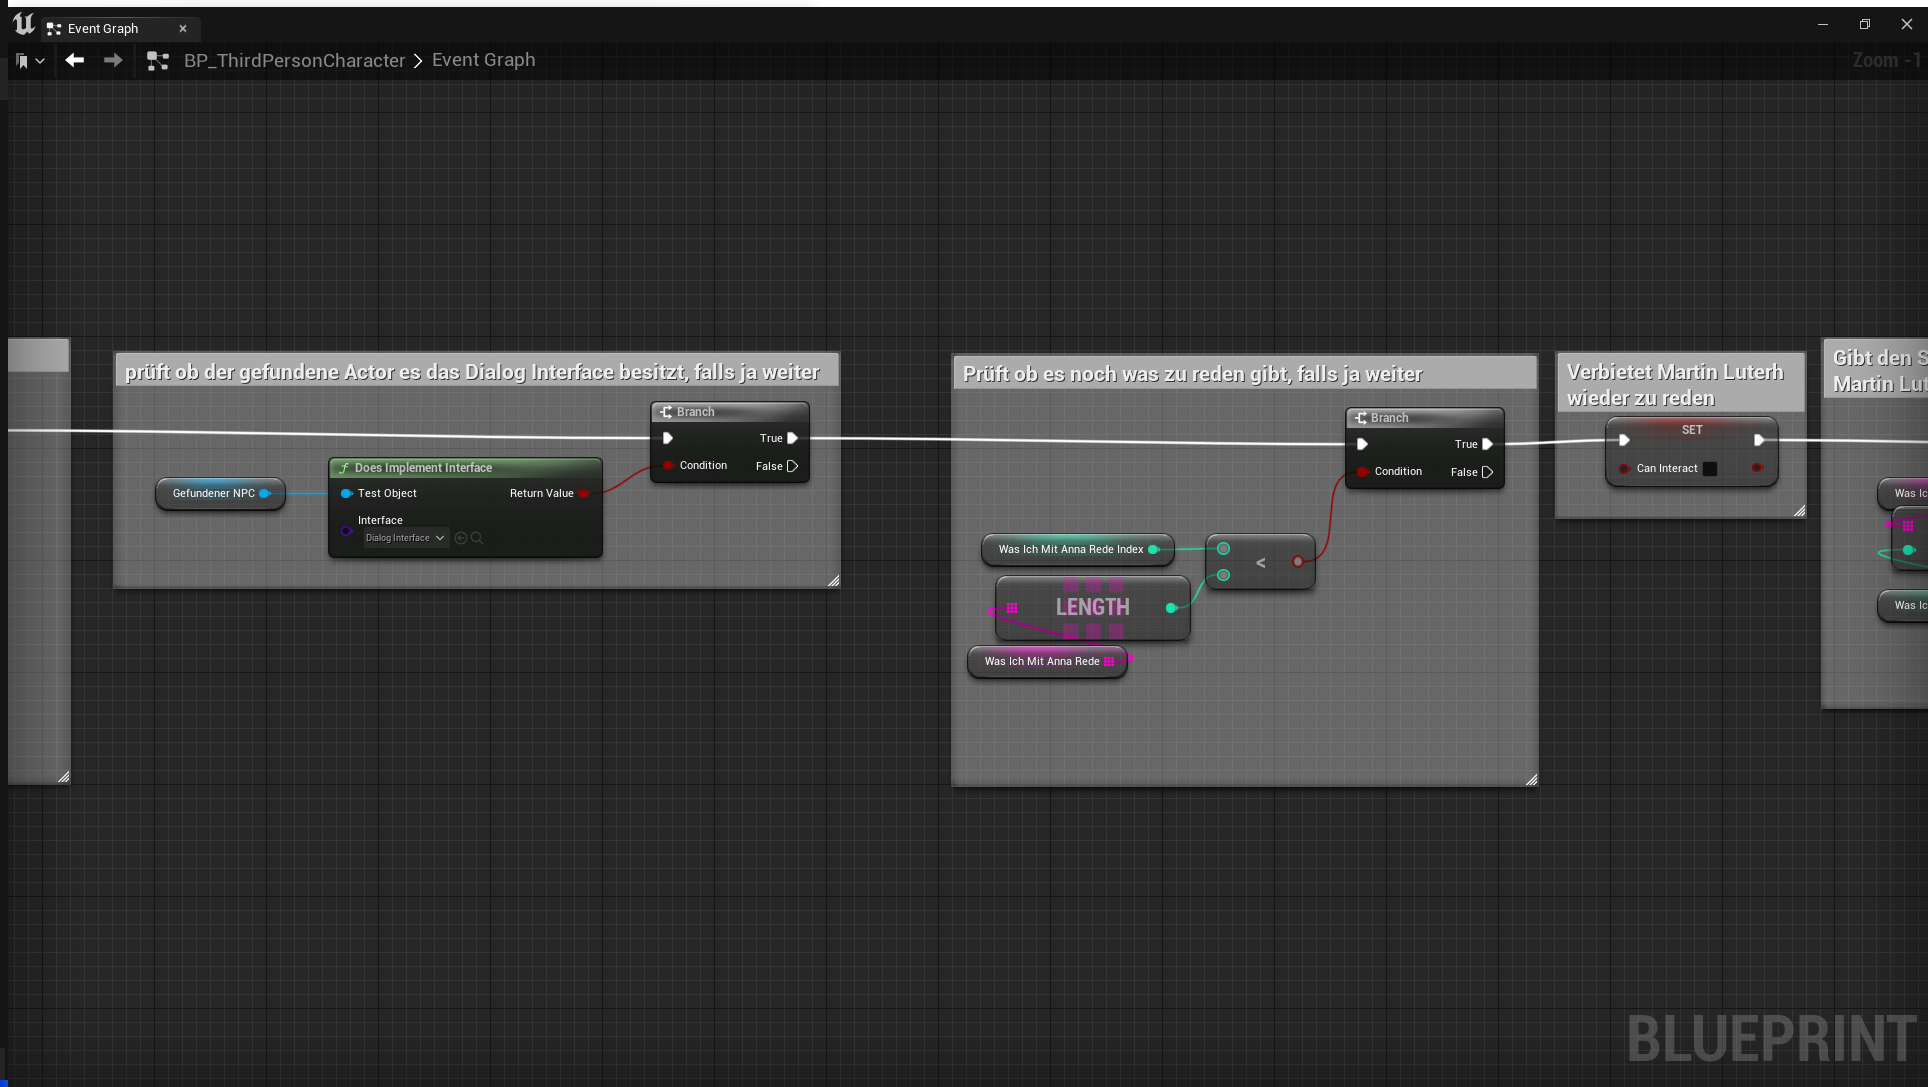 Event Graph
BP_ThirdPersonCharacter > Event Graph
Zoom -1
prüft ob der gefundene Actor es das Dialog Interface besitzt, falls ja weiter
Branch
True
Condition
False
Does Implement Interface
Gefundener NPC
Test Object
Return Value
Interface
Dialog Interface
Prüft ob es noch was zu reden gibt, falls ja weiter
Branch
True
Condition
False
Was Ich Mit Anna Rede Index
<
LENGTH
Was Ich Mit Anna Rede
Verbietet Martin Luterh
wieder zu reden
SET
Can Interact
Gibt den S
Martin Lut
Was Ic
Was Ic
BLUEPRINT